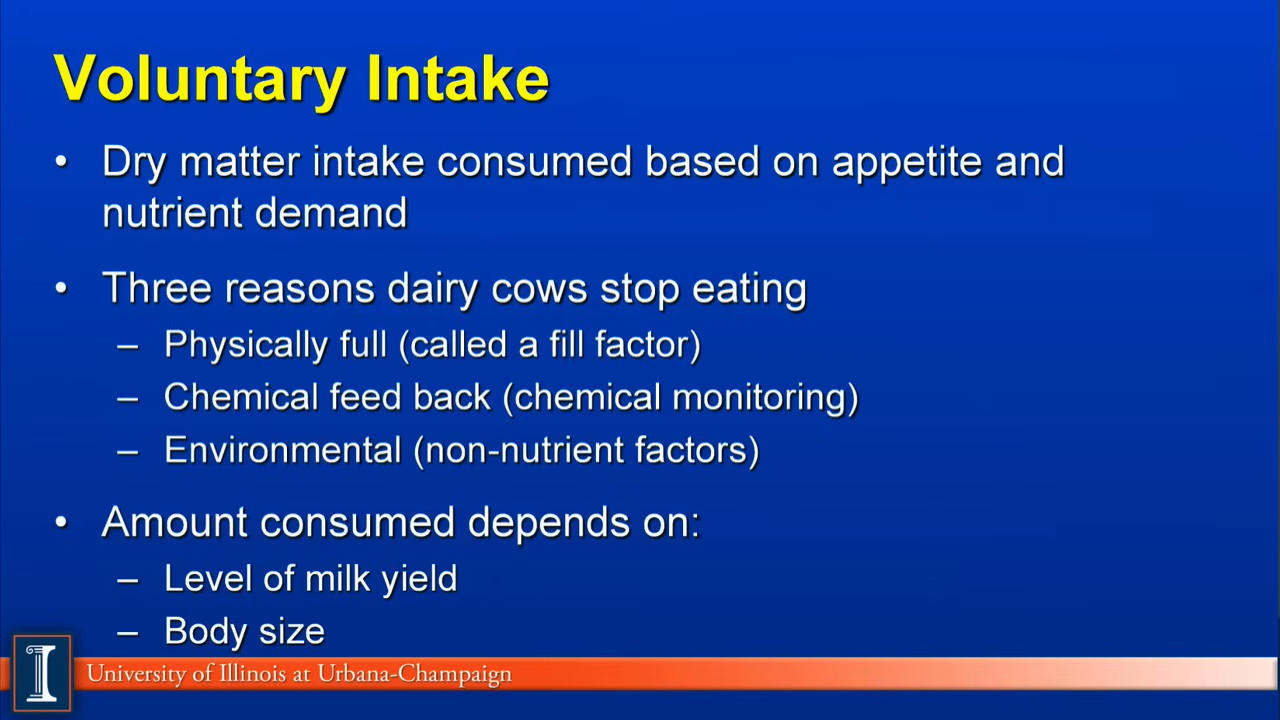 Voluntary Intake
• Dry matter intake consumed based on appetite and
nutrient demand
• Three reasons dairy cows stop eating
– Physically full (called a fill factor)
– Chemical feed back (chemical monitoring)
– Environmental (non-nutrient factors)
• Amount consumed depends on:
– Level of milk yield
– Body size
I
University of Illinois at Urbana-Champaign